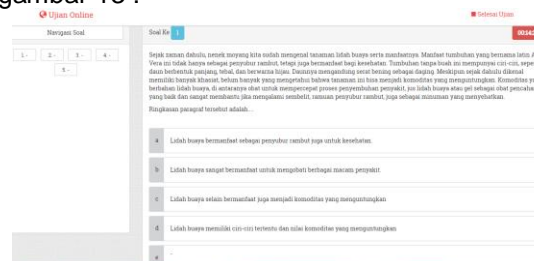 gambar 10 :
Ujian Online
Selesai Ujian
Navigasi Soal
Soal Ke 1
1 - 2 - 3 - 4 -
5 -
Sejak zaman dahulu, nenek moyang kita sudah mengenal tanaman lidah buaya serta manfaatnya. Manfaat tumbuhan yang bernama latin
Vera ini tidak hanya sebagai penyubur rambut, tetapi juga bermanfaat bagi kesehatan. Tumbuhan tanpa buah ini mempunyai ciri-ciri, sepe
daun berbentuk panjang, tebal, dan berwarna hijau. Daunnya mengandung serat bening sebagai daging. Meskipun sejak dahulu dikenal
memiliki banyak khasiat, belum banyak yang mengetahui bahwa tanaman ini bisa menjadi komoditas yang menguntungkan. Komoditas
berbahan lidah buaya, di antaranya obat untuk mempercepat proses penyembuhan penyakit, jus lidah buaya atau gel sebagai obat pencaha
yang baik dan sangat membantu jika mengalami sembelit, ramuan penyubur rambut, juga sebagai minuman yang menyehatkan.
Ringkasan paragraf tersebut adalah...
a Lidah buaya bermanfaat sebagai penyubur rambut juga untuk kesehatan
b Lidah buaya sangat bermanfaat untuk mengobati berbagai macam penyakit
c Lidah buaya selain bermanfaat juga menjadi komoditas yang menguntungkan
d Lidah buaya memiliki ciri-ciri tertentu dan nilai komoditas yang menguntungkan
e -